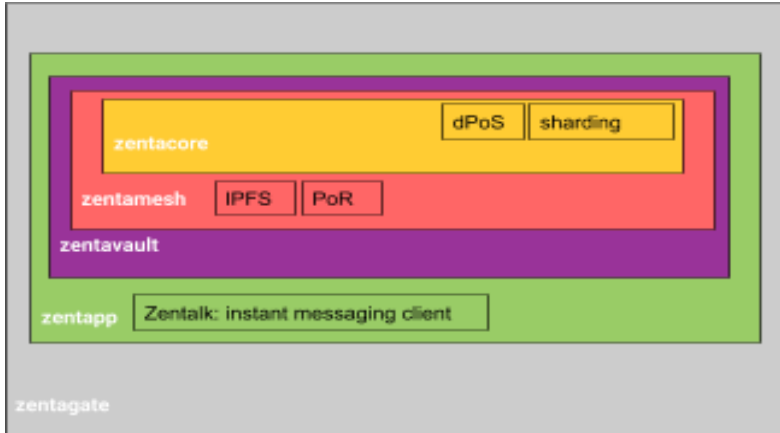 dPoS sharding
zentacore
zentamesh IPFS PoR
zentavault
zentapp Zentalk: instant messaging client
zentagate